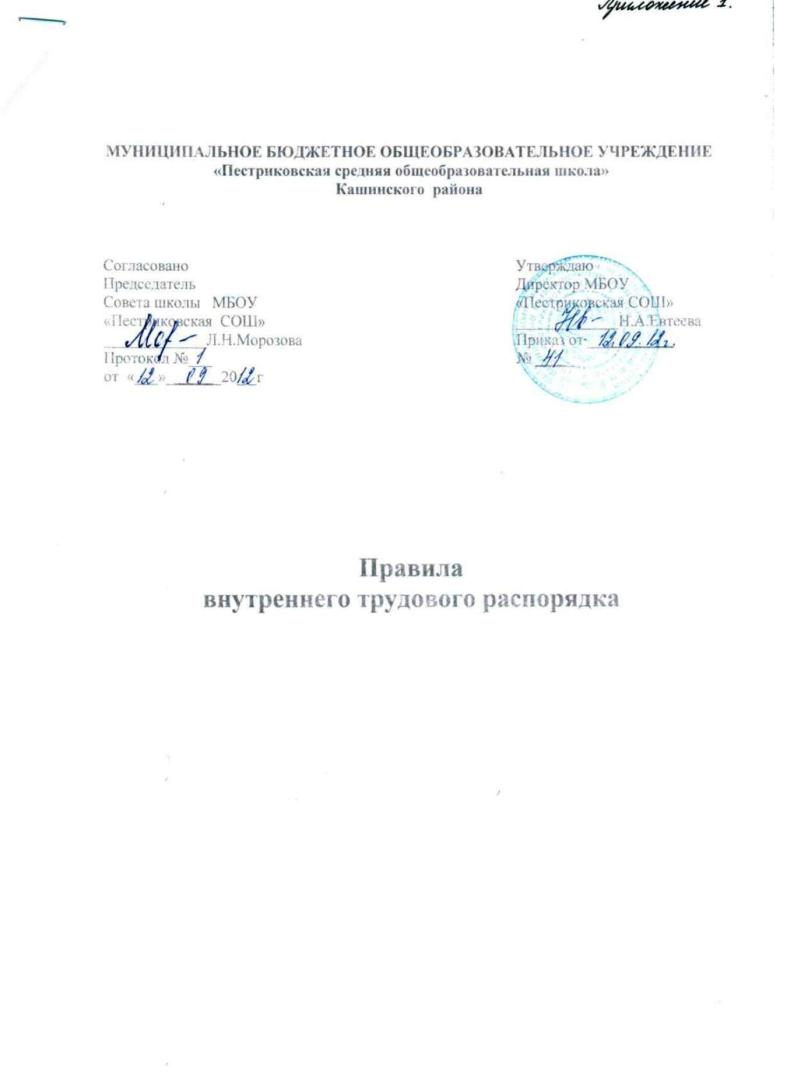 Приложение 1.
МУНИЦИПАЛЬНОЕ БЮДЖЕТНОЕ ОБЩЕОБРАЗОВАТЕЛЬНОЕ УЧРЕЖДЕНИЕ
«Пестриковская средняя общеобразовательная школа»
Кашинского района
Согласовано
Председатель
Совета школы МБОУ
«Пестриковская СОШ»
Л.Н.Морозова
Протокол № 1
от «12» 09 2012г
Утверждаю
Директор МБОУ
«Пестриковская СОШ»
Н.А.Евтеева
Приказ от 12.09.12г.
№ 41
Правила
внутреннего трудового распорядка